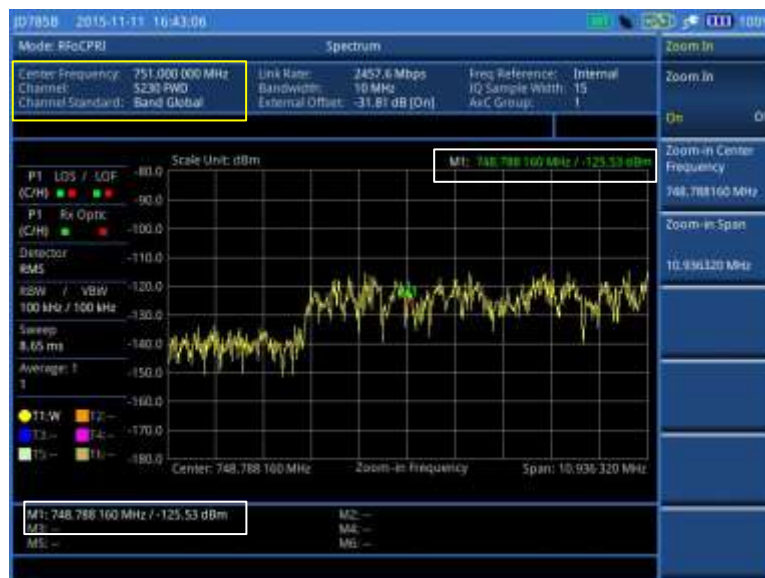 JD785B 2015-11-11 16:43:06
100%
Mode: RFoCPRI
Spectrum
Zoom In
Center Frequency: 751.000 000 MHz
Channel: 5230 FWD
Channel Standard: Band Global
Link Rate: 2457.6 Mbps
Bandwidth: 10 MHz
External Offset: -31.81 dB [On]
Freq Reference: Internal
IQ Sample Width: 15
AxC Group: 1
Zoom In
On
Zoom-in Center
Frequency
748.788160 MHz
Zoom-in Span
10.936320 MHz
Scale Unit: dBm
M1: 748.788 160 MHz / -125.53 dBm
P1 LOS / LOF
(C/H)
P1 Rx Optic
(C/H)
Detector
RMS
RBW / VBW
100 kHz / 100 kHz
Sweep
8.65 ms
Average: 1
1
T1:W T2:--
T3:-- T4:--
T5:-- T6:--
-80.0
-90.0
-100.0
-110.0
-120.0
-130.0
-140.0
-150.0
-160.0
-170.0
-180.0
M1
Center: 748.788 160 MHz
Zoom-in Frequency
Span: 10.936 320 MHz
M1: 748.788 160 MHz / -125.53 dBm
M2: --
M3: --
M4: --
M5: --
M6: --